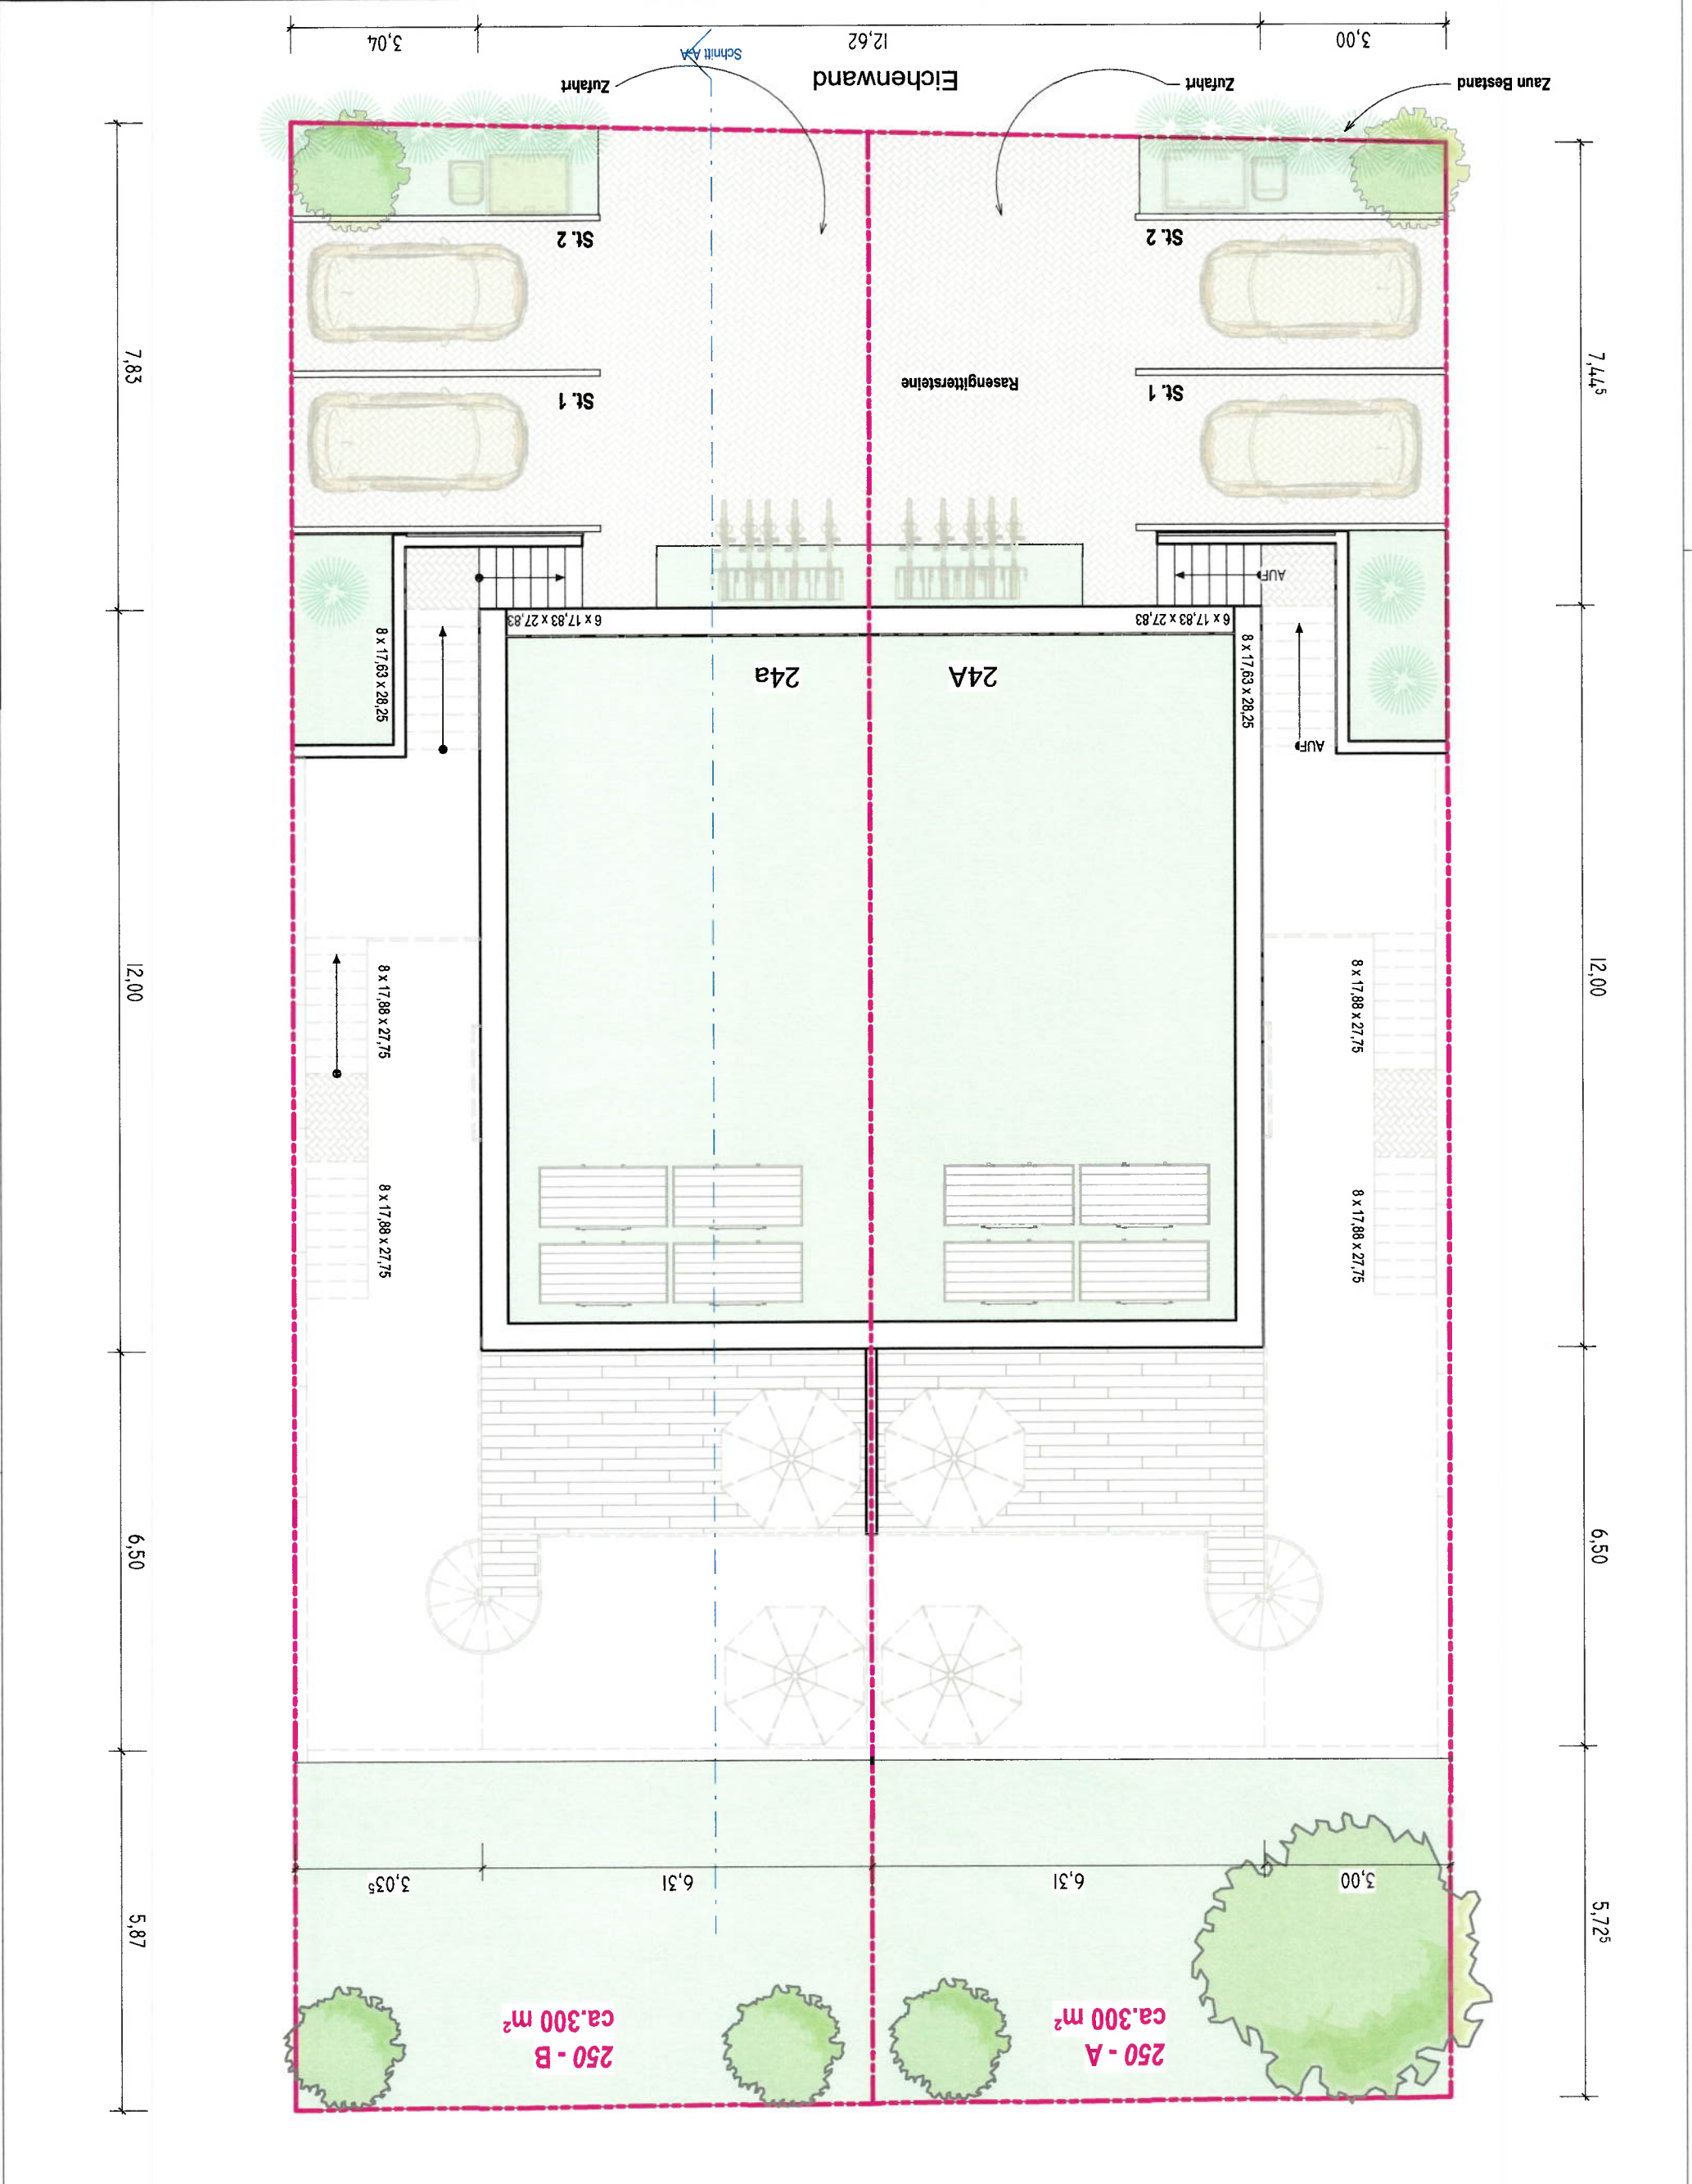 3,04
12,62
3,00
Schnitt A-A
Eichenwand
Zufahrt
Zufahrt
Zaun Bestand
St. 2
St. 2
7,83
7,44⁵
Rasengittersteine
St. 1
St. 1
AUF
6 x 17,83 x 27,83
6 x 17,83 x 27,83
8 x 17,63 x 28,25
8 x 17,63 x 28,25
24a
24A
AUF
12,00
12,00
8 x 17,88 x 27,75
8 x 17,88 x 27,75
8 x 17,88 x 27,75
8 x 17,88 x 27,75
6,50
6,50
3,03⁵
6,31
6,31
3,00
5,87
5,72⁵
250 - B
ca.300 m²
250 - A
ca.300 m²